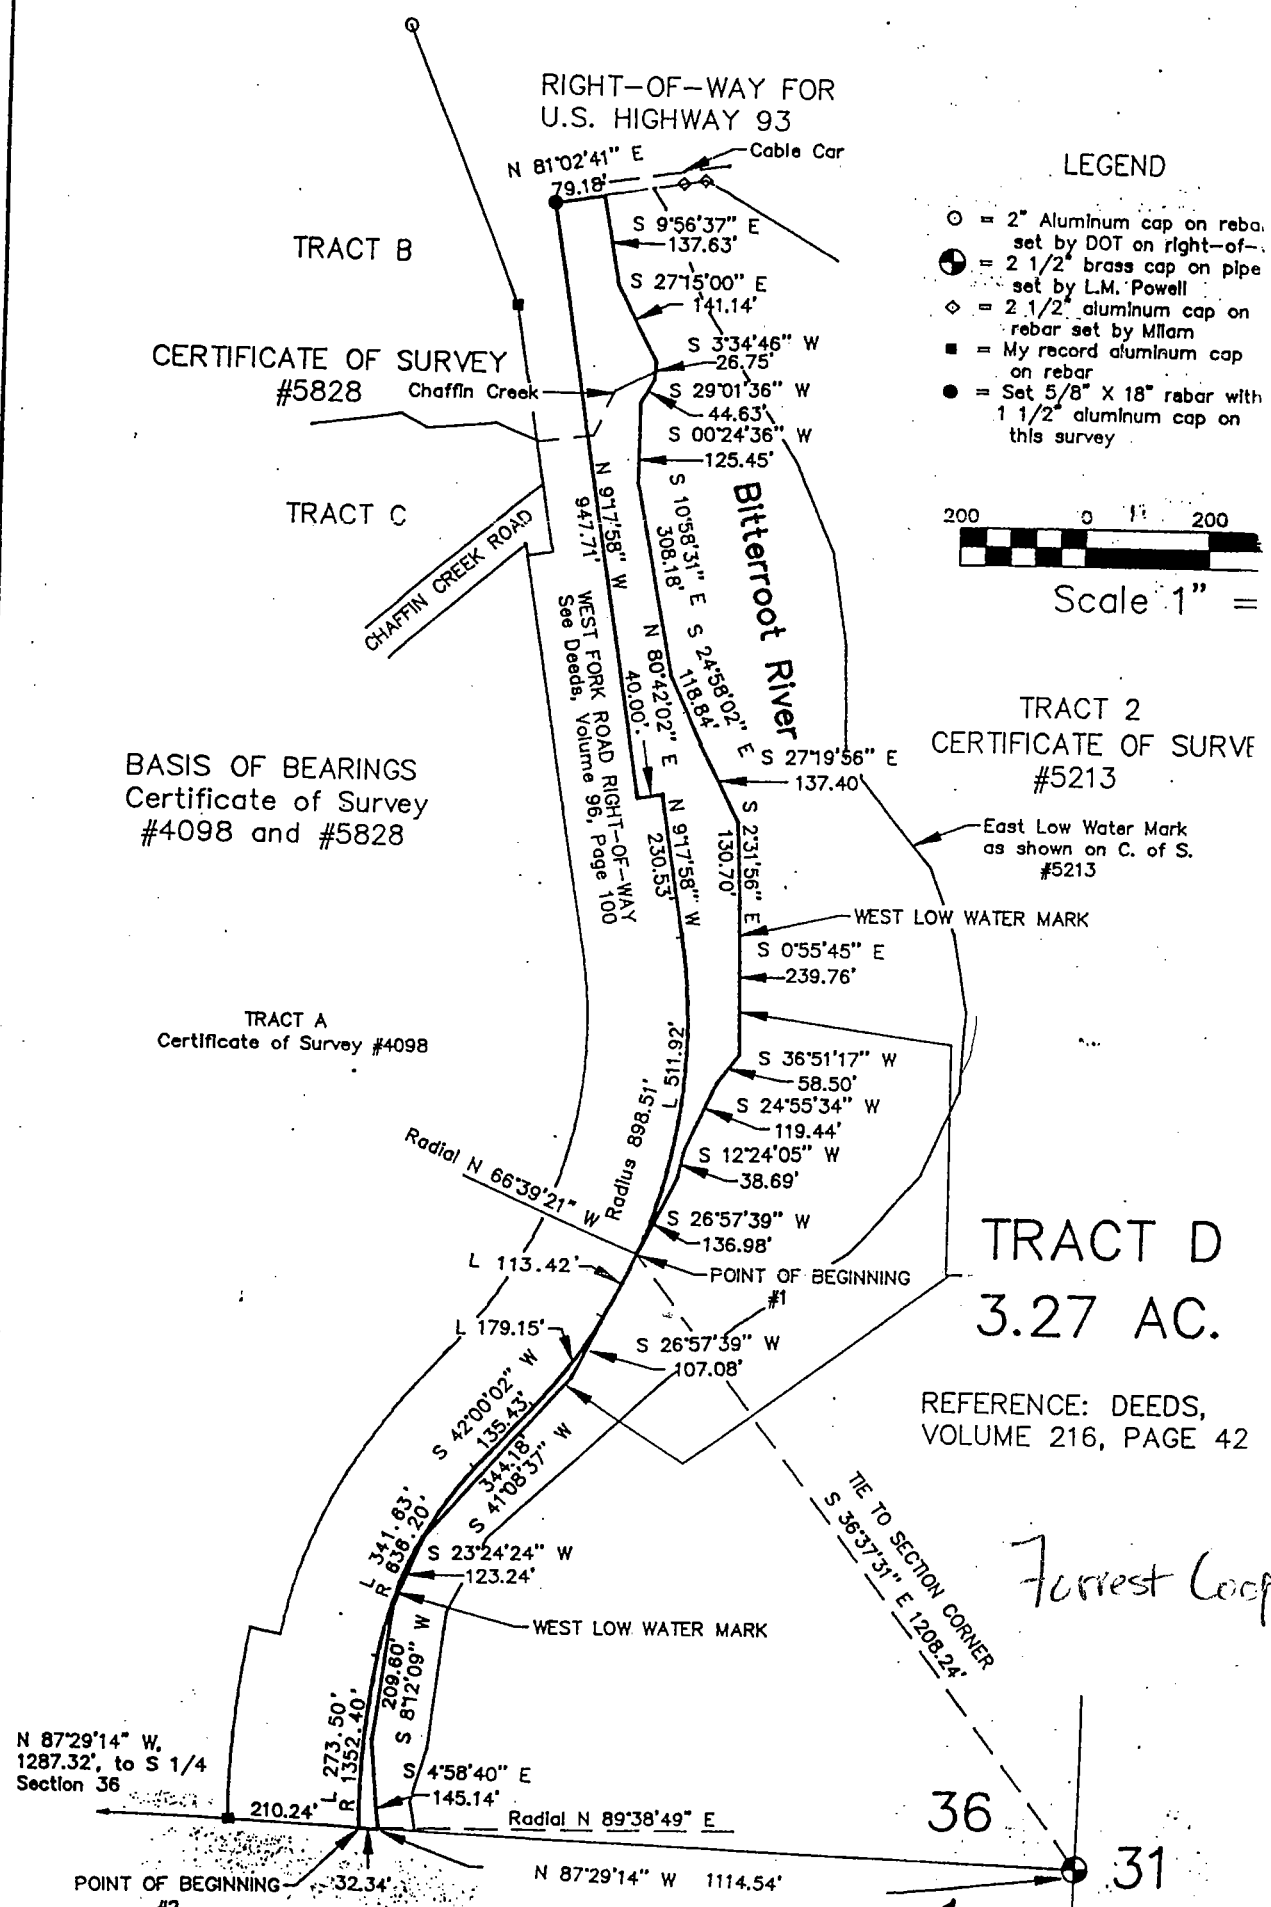 RIGHT-OF-WAY FOR
U.S. HIGHWAY 93
N 81°02'41" E
79.18'
Cable Car
LEGEND
= 2" Aluminum cap on
set by DOT on right-of-
= 2 1/2" brass cap on pipe
set by L.M. Powell
= 2 1/2" aluminum cap on
rebar set by Milam
= My record aluminum cap
on rebar
= Set 5/8" X 18" rabar with
1 1/2" aluminum cap on
this survey
200 0 200
Scale 1" =
TRACT B
S 9°56'37" E
137.63'
S 27°15'00" E
141.14'
S 3°34'46" W
26.75'
S 29°01'36" W
44.63'
S 00°24'36" W
125.45'
CERTIFICATE OF SURVEY
#5828
Chaffin Creek
TRACT C
CHAFFIN CREEK ROAD
N 9°17'58" W
947.71'
S 10°58'31" E
308.18'
Bitterroot River
WEST FORK ROAD RIGHT-OF-WAY
See Deeds, Volume 96, Page 100
N 80°42'02" E
40.00'
S 24°58'02" E
118.84'
S 27°19'56" E
137.40'
TRACT 2
CERTIFICATE OF SURVE
#5213
BASIS OF BEARINGS
Certificate of Survey
#4098 and #5828
N 9°17'58" W
230.53'
S 2°31'56" E
130.70'
East Low Water Mark
as shown on C. of S.
#5213
WEST LOW WATER MARK
S 0°55'45" E
239.76'
TRACT A
Certificate of Survey #4098
L 511.92'
Radius 898.51'
S 36°51'17" W
58.50'
S 24°55'34" W
119.44'
S 12°24'05" W
38.69'
Radial N 66°39'21" W
S 26°57'39" W
136.98'
L 113.42'
POINT OF BEGINNING
#1
TRACT D
3.27 AC.
L 179.15'
S 26°57'39" W
107.08'
S 42°00'02" W
135.43'
344.18'
S 41°08'37" W
REFERENCE: DEEDS,
VOLUME 216, PAGE 42
TIE TO SECTION CORNER
S 36°37'31" E 1208.24'
L 341.63'
R 838.20'
S 23°24'24" W
123.24'
Forrest
WEST LOW WATER MARK
209.60'
S 8°12'09" W
L 273.50'
R 1352.40'
N 87°29'14" W,
1287.32', to S 1/4
Section 36
S 4°58'40" E
145.14'
210.24'
Radial N 89°38'49" E
36
31
POINT OF BEGINNING
32.34'
N 87°29'14" W 1114.54'